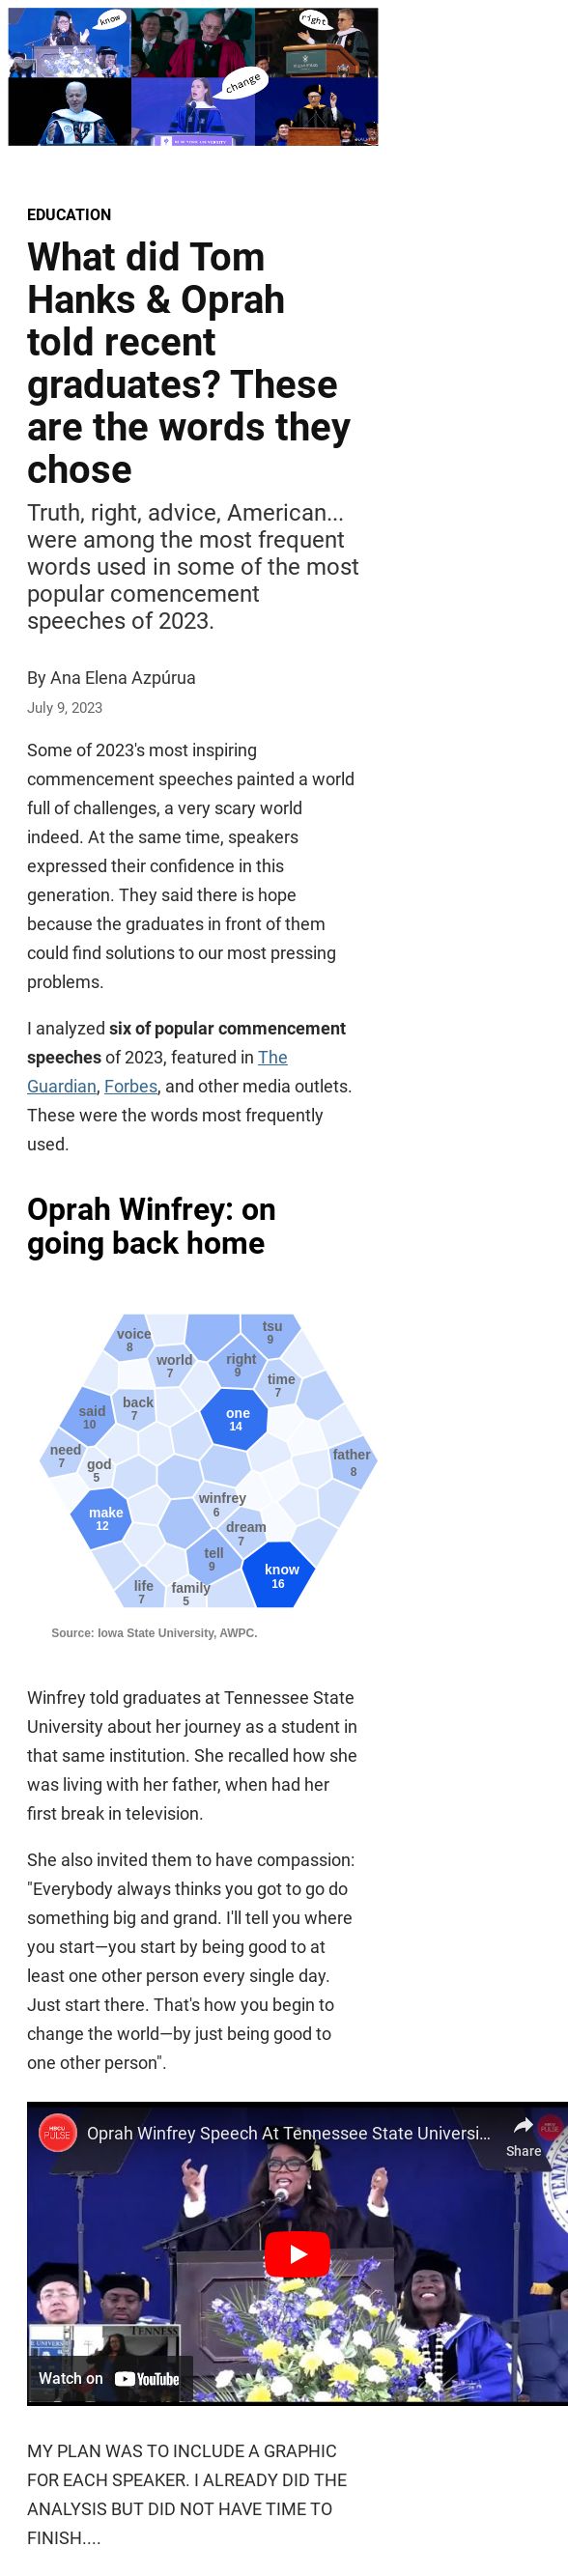 know
right
change
EDUCATION
What did Tom
Hanks & Oprah
told recent
graduates? These
are the words they
chose
Truth, right, advice, American...
were among the most frequent
words used in some of the most
popular comencement
speeches of 2023.
By Ana Elena Azpúrua
July 9, 2023
Some of 2023's most inspiring
commencement speeches painted a world
full of challenges, a very scary world
indeed. At the same time, speakers
expressed their confidence in this
generation. They said there is hope
because the graduates in front of them
could find solutions to our most pressing
problems.
I analyzed six of popular commencement
speeches of 2023, featured in The
Guardian, Forbes, and other media outlets.
These were the words most frequently
used.
Oprah Winfrey: on
going back home
voice
8
tsu
9
world
7
right
9
time
7
back
7
said
10
one
14
need
7
god
5
father
8
winfrey
6
make
12
dream
7
tell
9
know
16
life
7
family
5
Source: Iowa State University, AWPC.
Winfrey told graduates at Tennessee State
University about her journey as a student in
that same institution. She recalled how she
was living with her father, when had her
first break in television.
She also invited them to have compassion:
"Everybody always thinks you got to go do
something big and grand. I'll tell you where
you start—you start by being good to at
least one other person every single day.
Just start there. That's how you begin to
change the world—by just being good to
one other person".
HBCU
PULSE
Oprah Winfrey Speech At Tennessee State Universi...
Share
TENNESS
Watch on YouTube
MY PLAN WAS TO INCLUDE A GRAPHIC
FOR EACH SPEAKER. I ALREADY DID THE
ANALYSIS BUT DID NOT HAVE TIME TO
FINISH....